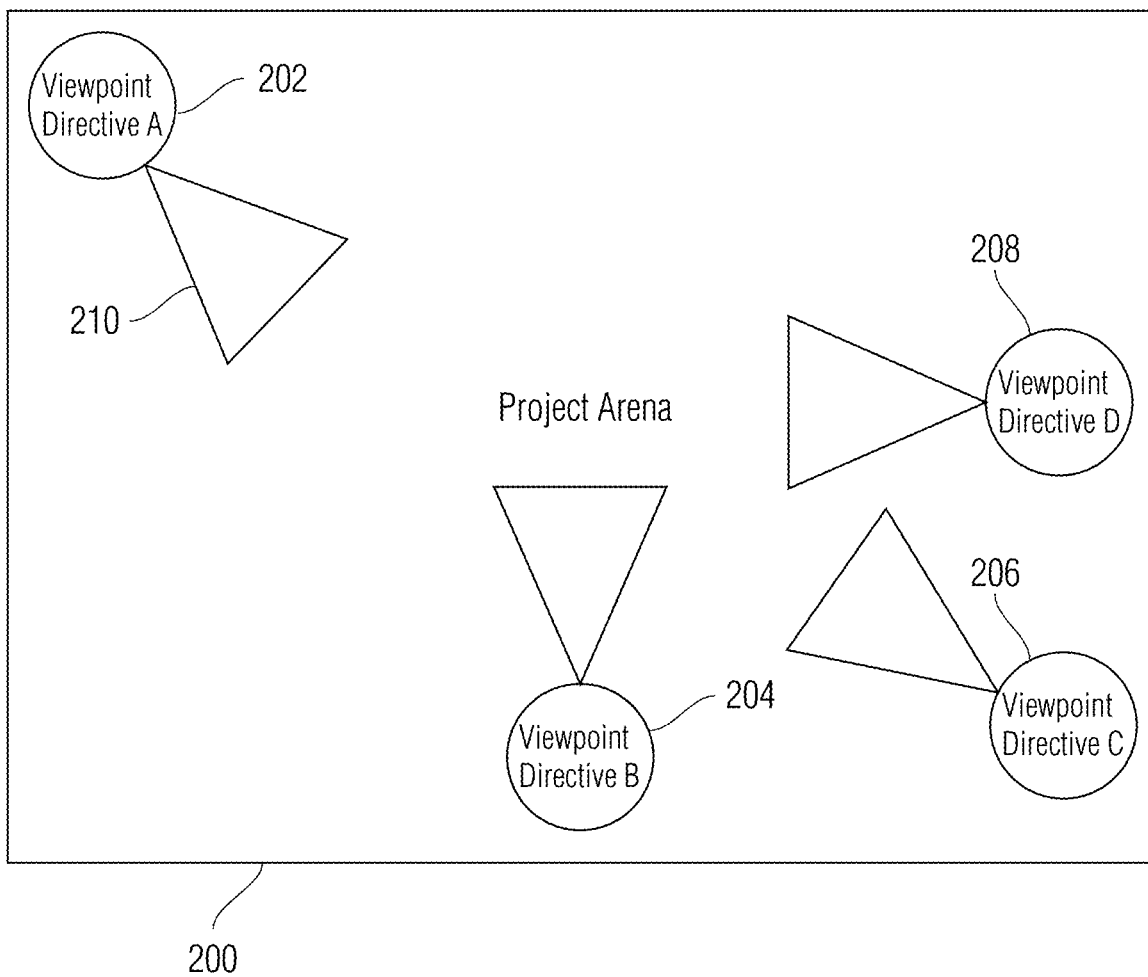 Viewpoint
Directive A
202
210
208
Viewpoint
Directive D
Project Arena
206
204
Viewpoint
Directive C
Viewpoint
Directive B
200